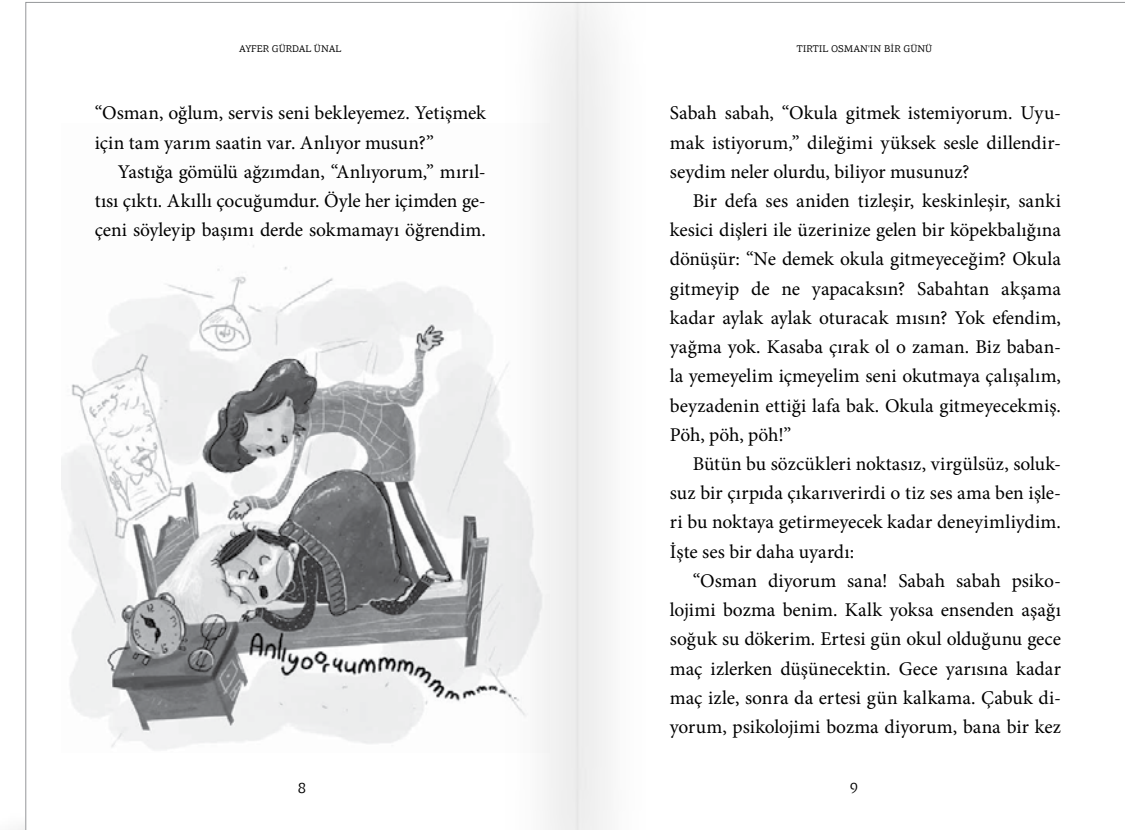 AYFER GÜRDAL ÜNAL
“Osman, oğlum, servis seni bekleyemez. Yetişmek
için tam yarım saatin var. Anlıyor musun?”
Yastığa gömülü ağzımdan, “Anlıyorum,” mırıl-
tısı çıktı. Akıllı çocuğumdur. Öyle her içimden ge-
çeni söyleyip başımı derde sokmamayı öğrendim.
Anlıyooruummmmmmmmmmm
8
TIRTIL OSMAN'IN BİR GÜNÜ
Sabah sabah, “Okula gitmek istemiyorum. Uyu-
mak istiyorum,” dileğimi yüksek sesle dillendir-
seydim neler olurdu, biliyor musunuz?
Bir defa ses aniden tizleşir, keskinleşir, sanki
kesici dişleri ile üzerinize gelen bir köpekbalığına
dönüşür: “Ne demek okula gitmeyeceğim? Okula
gitmeyip de ne yapacaksın? Sabahtan akşama
kadar aylak aylak oturacak mısın? Yok efendim,
yağma yok. Kasaba çırak ol o zaman. Biz baban-
la yemeyelim içmeyelim seni okutmaya çalışalım,
beyzadenin ettiği lafa bak. Okula gitmeyecekmiş.
Pöh, pöh, pöh!”
Bütün bu sözcükleri noktasız, virgülsüz, soluk-
suz bir çırpıda çıkarıverirdi o tiz ses ama ben işle-
ri bu noktaya getirmeyecek kadar deneyimliydim.
İşte ses bir daha uyardı:
“Osman diyorum sana! Sabah sabah psiko-
lojimi bozma benim. Kalk yoksa ensenden aşağı
soğuk su dökerim. Ertesi gün okul olduğunu gece
maç izlerken düşünecektin. Gece yarısına kadar
maç izle, sonra da ertesi gün kalkama. Çabuk di-
yorum, psikolojimi bozma diyorum, bana bir kez
9